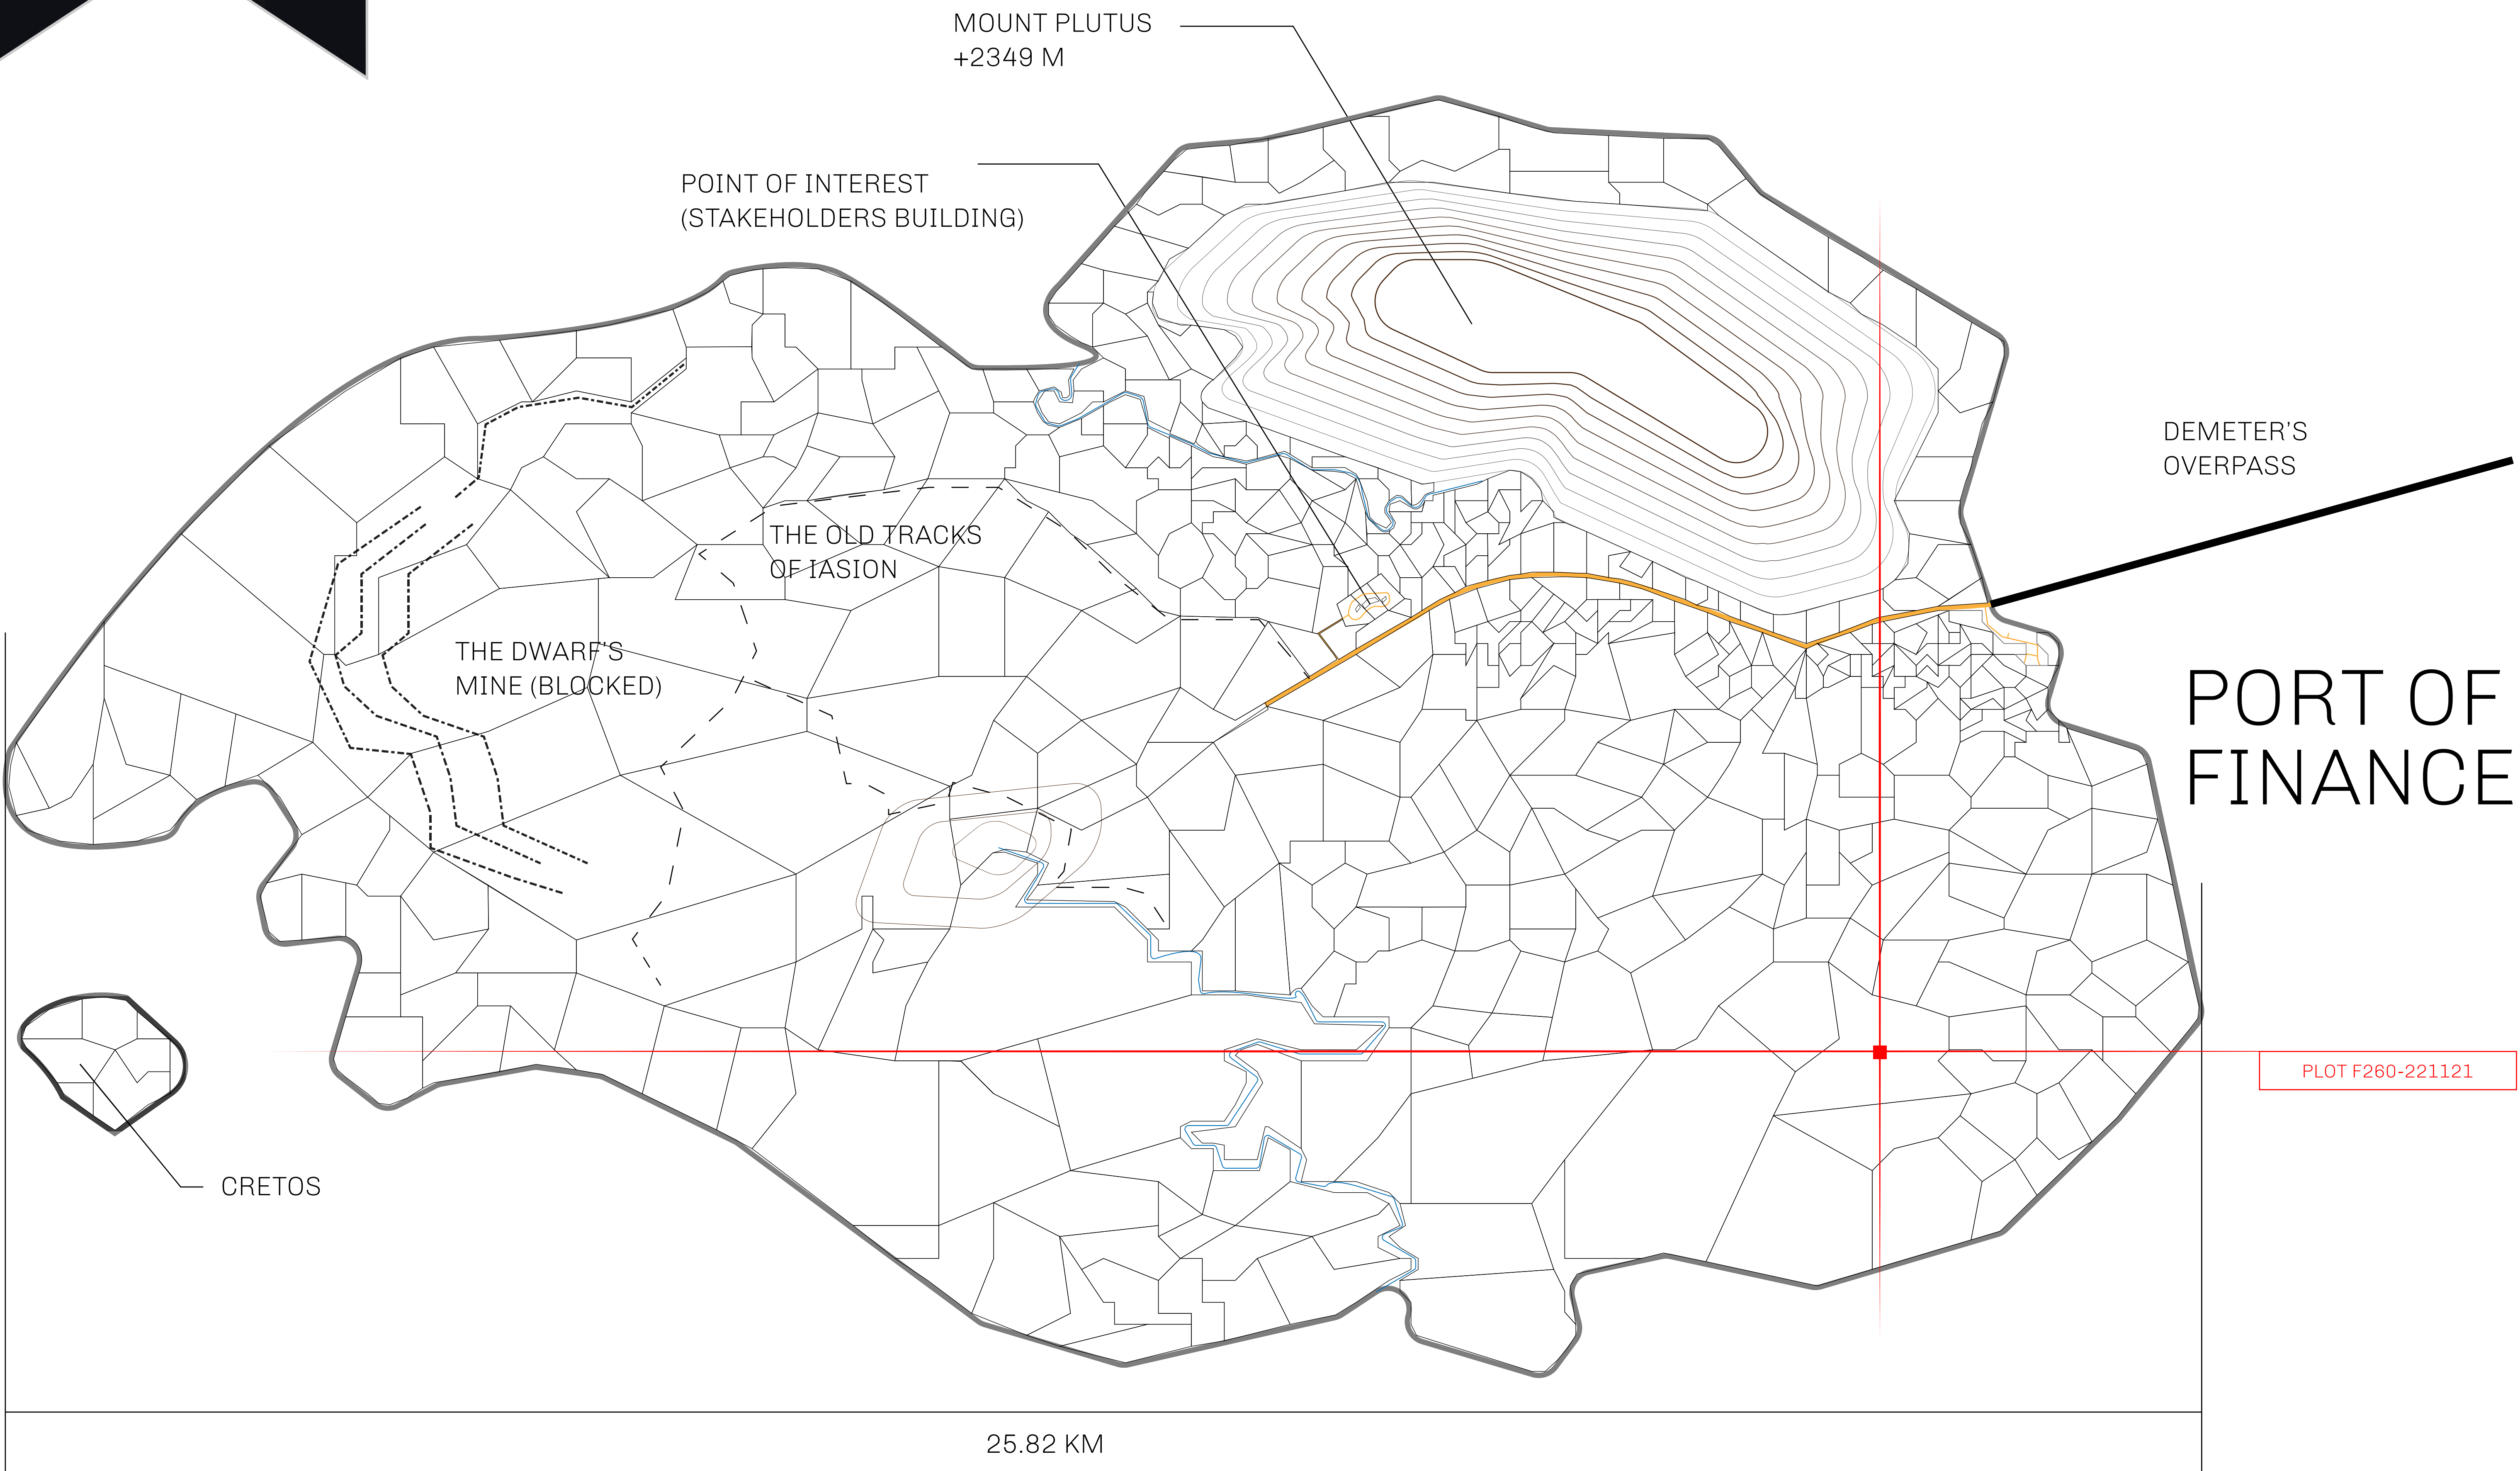 MOUNT PLUTUS
+2349 M
POINT OF INTEREST
(STAKEHOLDERS BUILDING)
DEMETER'S
OVERPASS
THE OLD TRACKS
OF IASION
THE DWARF'S
MINE (BLOCKED)
PORT OF
FINANCE
PLOT F260-221121
CRETOS
25.82 KM